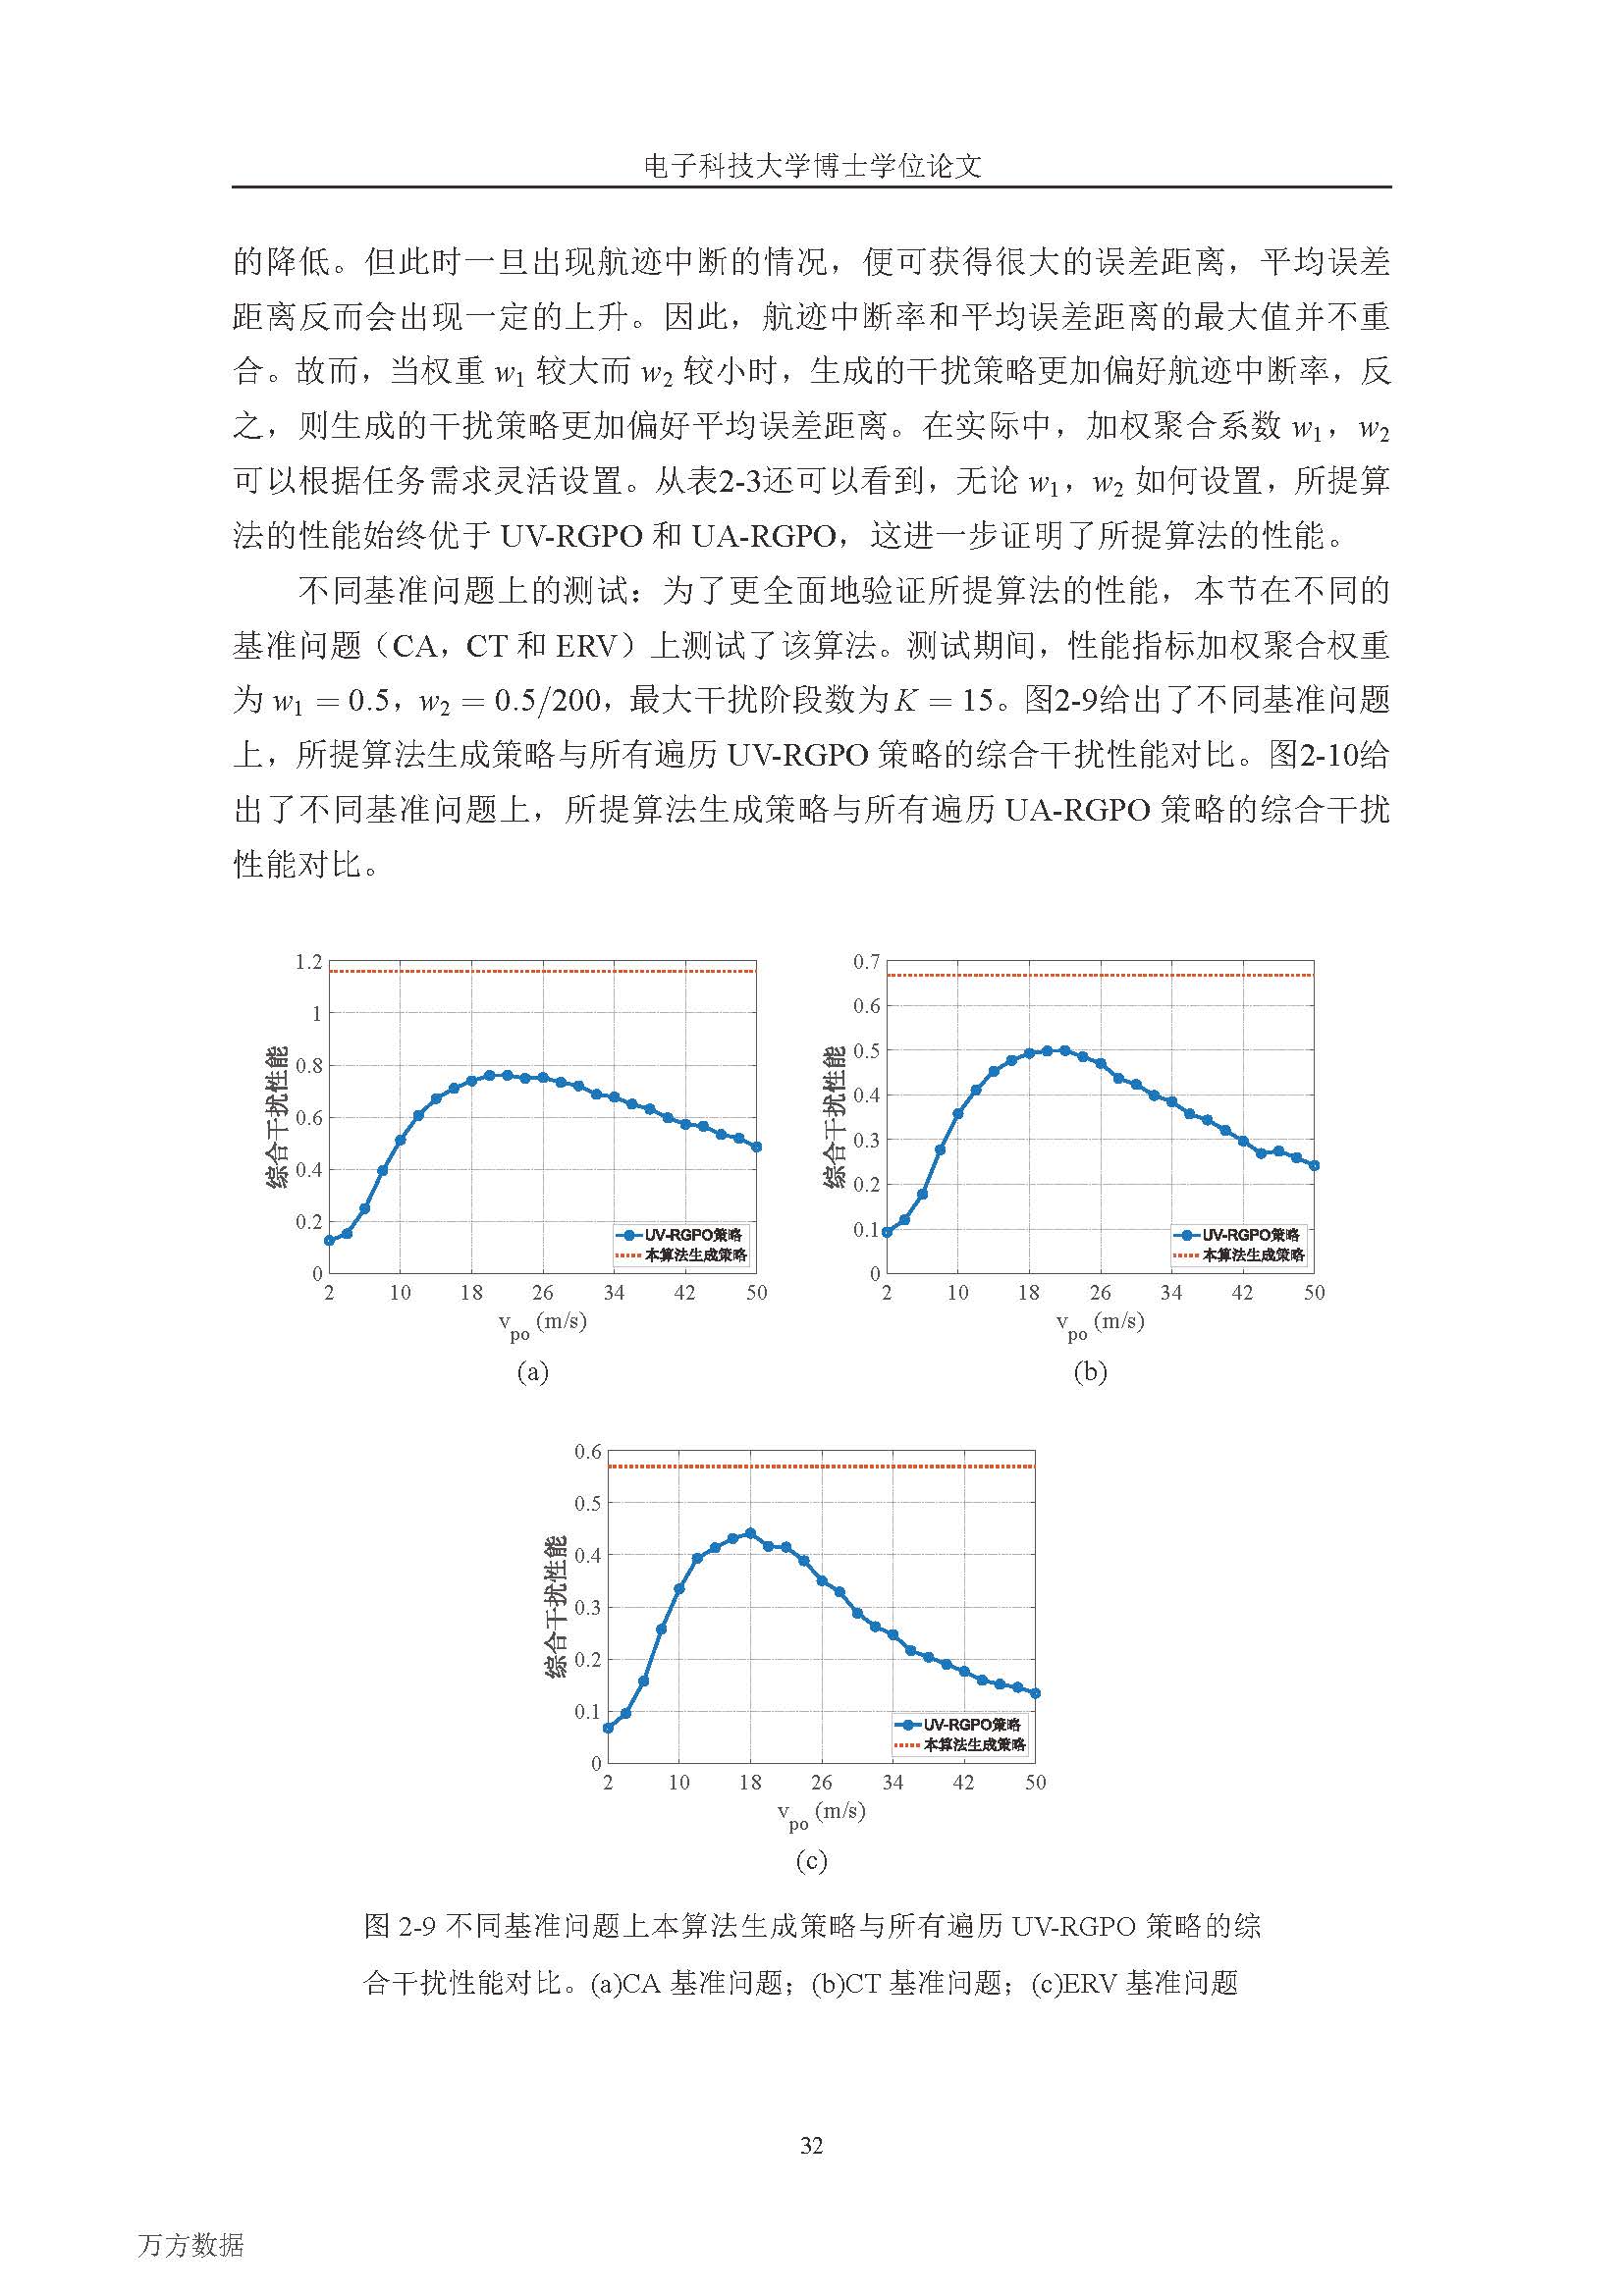 电子科技大学博士学位论文
的降低。但此时一旦出现航迹中断的情况，便可获得很大的误差距离，平均误差
距离反而会出现一定的上升。因此，航迹中断率和平均误差距离的最大值并不重
合。故而，当权重 w₁ 较大而 w₂ 较小时，生成的干扰策略更加偏好航迹中断率，反
之，则生成的干扰策略更加偏好平均误差距离。在实际中，加权聚合系数 w₁，w₂
可以根据任务需求灵活设置。从表2-3还可以看到，无论 w₁，w₂ 如何设置，所提算
法的性能始终优于 UV-RGPO 和 UA-RGPO，这进一步证明了所提算法的性能。
不同基准问题上的测试：为了更全面地验证所提算法的性能，本节在不同的
基准问题（CA，CT 和 ERV）上测试了该算法。测试期间，性能指标加权聚合权重
为 w₁ = 0.5，w₂ = 0.5/200，最大干扰阶段数为 K = 15。图2-9给出了不同基准问题
上，所提算法生成策略与所有遍历 UV-RGPO 策略的综合干扰性能对比。图2-10给
出了不同基准问题上，所提算法生成策略与所有遍历 UA-RGPO 策略的综合干扰
性能对比。
综合干扰性能
1.2
1
0.8
0.6
0.4
0.2
0
UV-RGPO策略
本算法生成策略
2 10 18 26 34 42 50
v_po (m/s)
(a)
综合干扰性能
0.7
0.6
0.5
0.4
0.3
0.2
0.1
0
UV-RGPO策略
本算法生成策略
2 10 18 26 34 42 50
v_po (m/s)
(b)
综合干扰性能
0.6
0.5
0.4
0.3
0.2
0.1
0
UV-RGPO策略
本算法生成策略
2 10 18 26 34 42 50
v_po (m/s)
(c)
图 2-9 不同基准问题上本算法生成策略与所有遍历 UV-RGPO 策略的综
合干扰性能对比。(a)CA 基准问题；(b)CT 基准问题；(c)ERV 基准问题
32
万方数据